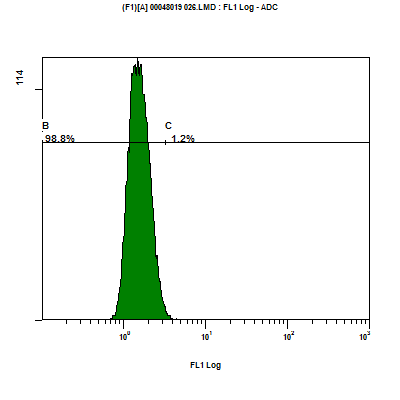 (F1)[A] 00048019 026.LMD : FL1 Log - ADC
114
B
C
98.8%
1.2%
10⁰
10¹
10²
10³
FL1 Log